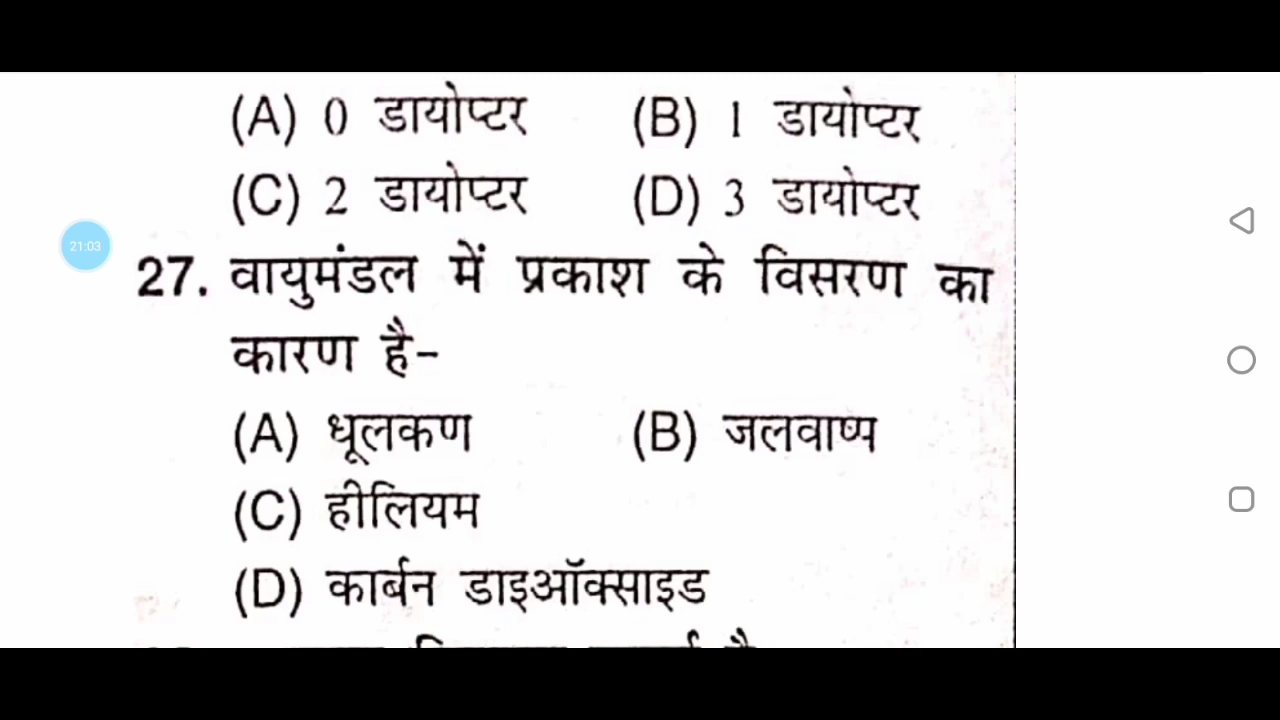 (A) 0 डायोप्टर (B) 1 डायोप्टर
(C) 2 डायोप्टर (D) 3 डायोप्टर
21:03
27. वायुमंडल में प्रकाश के विसरण का
कारण है-
(A) धूलकण (B) जलवाष्प
(C) हीलियम
(D) कार्बन डाइऑक्साइड